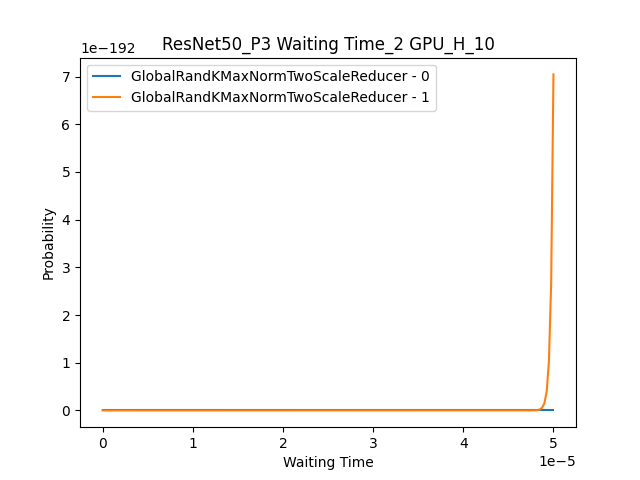 ResNet50_P3 Waiting Time_2 GPU_H_10
1e−192
GlobalRandKMaxNormTwoScaleReducer - 0
GlobalRandKMaxNormTwoScaleReducer - 1
7
6
5
4
3
2
1
0
Probability
0 1 2 3 4 5
1e−5
Waiting Time